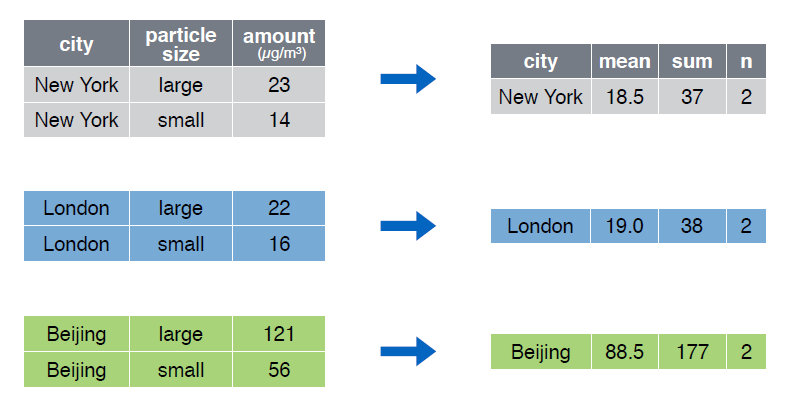 city particle size amount (µg/m³)
New York large 23
New York small 14
city mean sum n
New York 18.5 37 2
London large 22
London small 16
London 19.0 38 2
Beijing large 121
Beijing small 56
Beijing 88.5 177 2